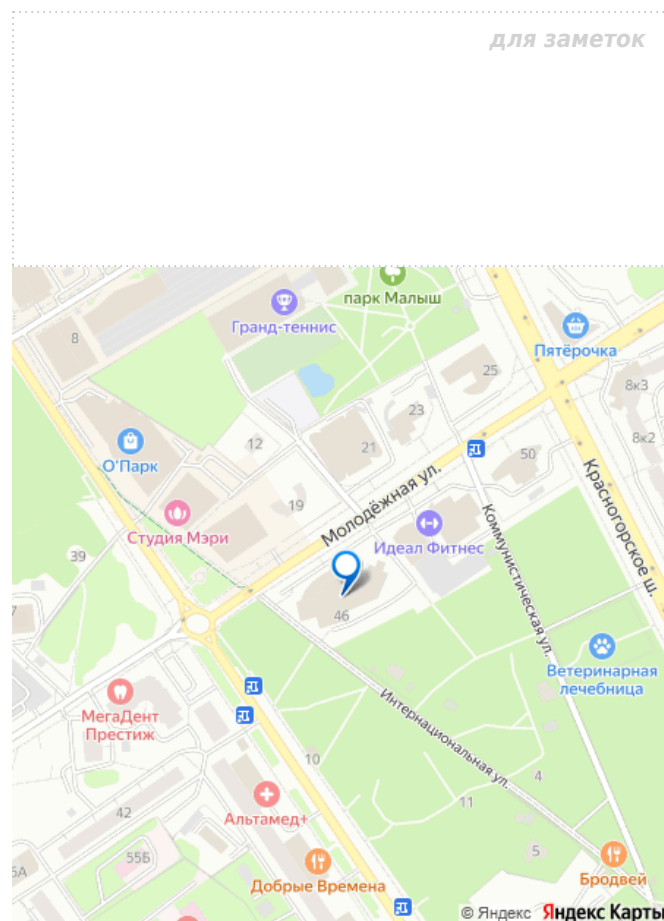 для заметок
парк Малыш
Гранд-теннис
8
Пятёрочка
25
8к3
23
8к2
12
21
О'Парк
50
19
Молодёжная ул.
Красногорское ш.
Студия Мэри
Идеал Фитнес
Коммунистическая ул.
39
7
46
Ветеринарная
лечебница
МегаДент
Престиж
Интернациональная ул.
10
4
11
42
Альтамед+
55Б
5А
5
Добрые Времена
Бродвей
© Яндекс Яндекс Карты